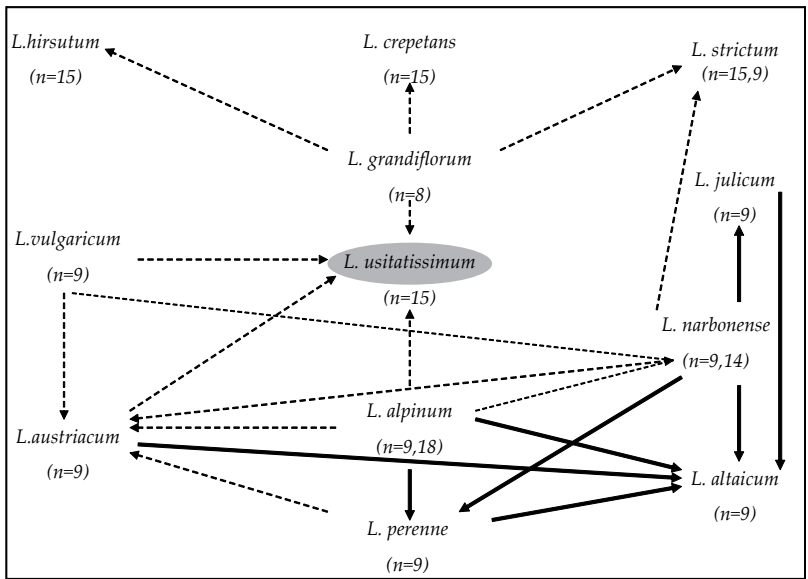 L.hirsutum
(n=15)
L. crepetans
(n=15)
L. strictum
(n=15,9)
L. grandiflorum
(n=8)
L. julicum
(n=9)
L.vulgaricum
(n=9)
L. usitatissimum
(n=15)
L. narbonense
(n=9,14)
L.austriacum
(n=9)
L. alpinum
(n=9,18)
L. altaicum
(n=9)
L. perenne
(n=9)